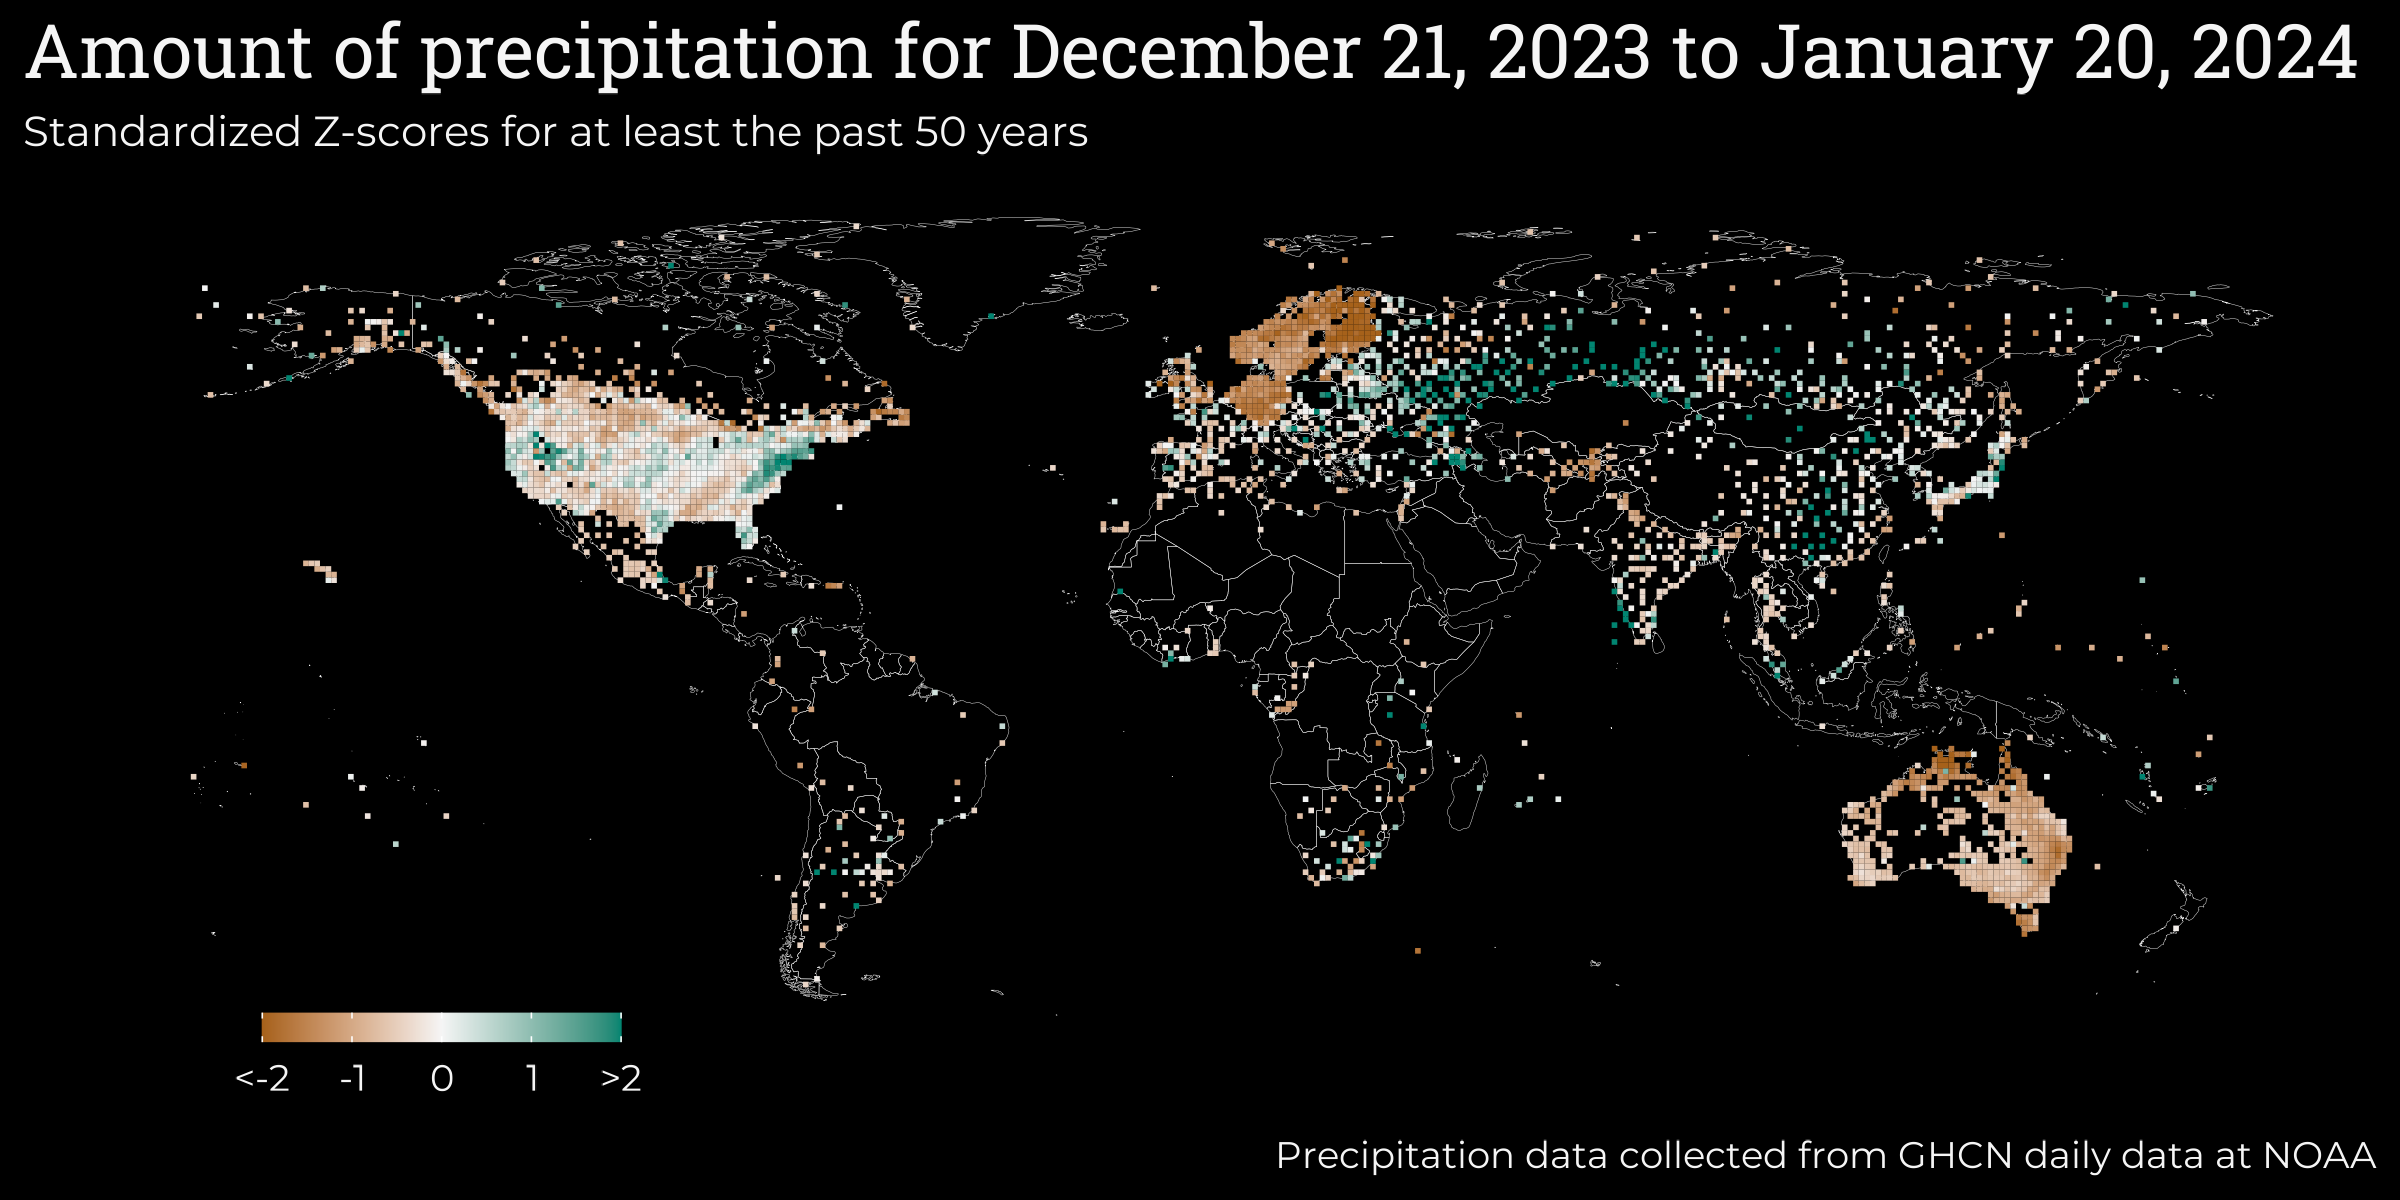 Amount of precipitation for December 21, 2023 to January 20, 2024
Standardized Z-scores for at least the past 50 years
<-2 -1 0 1 >2
Precipitation data collected from GHCN daily data at NOAA